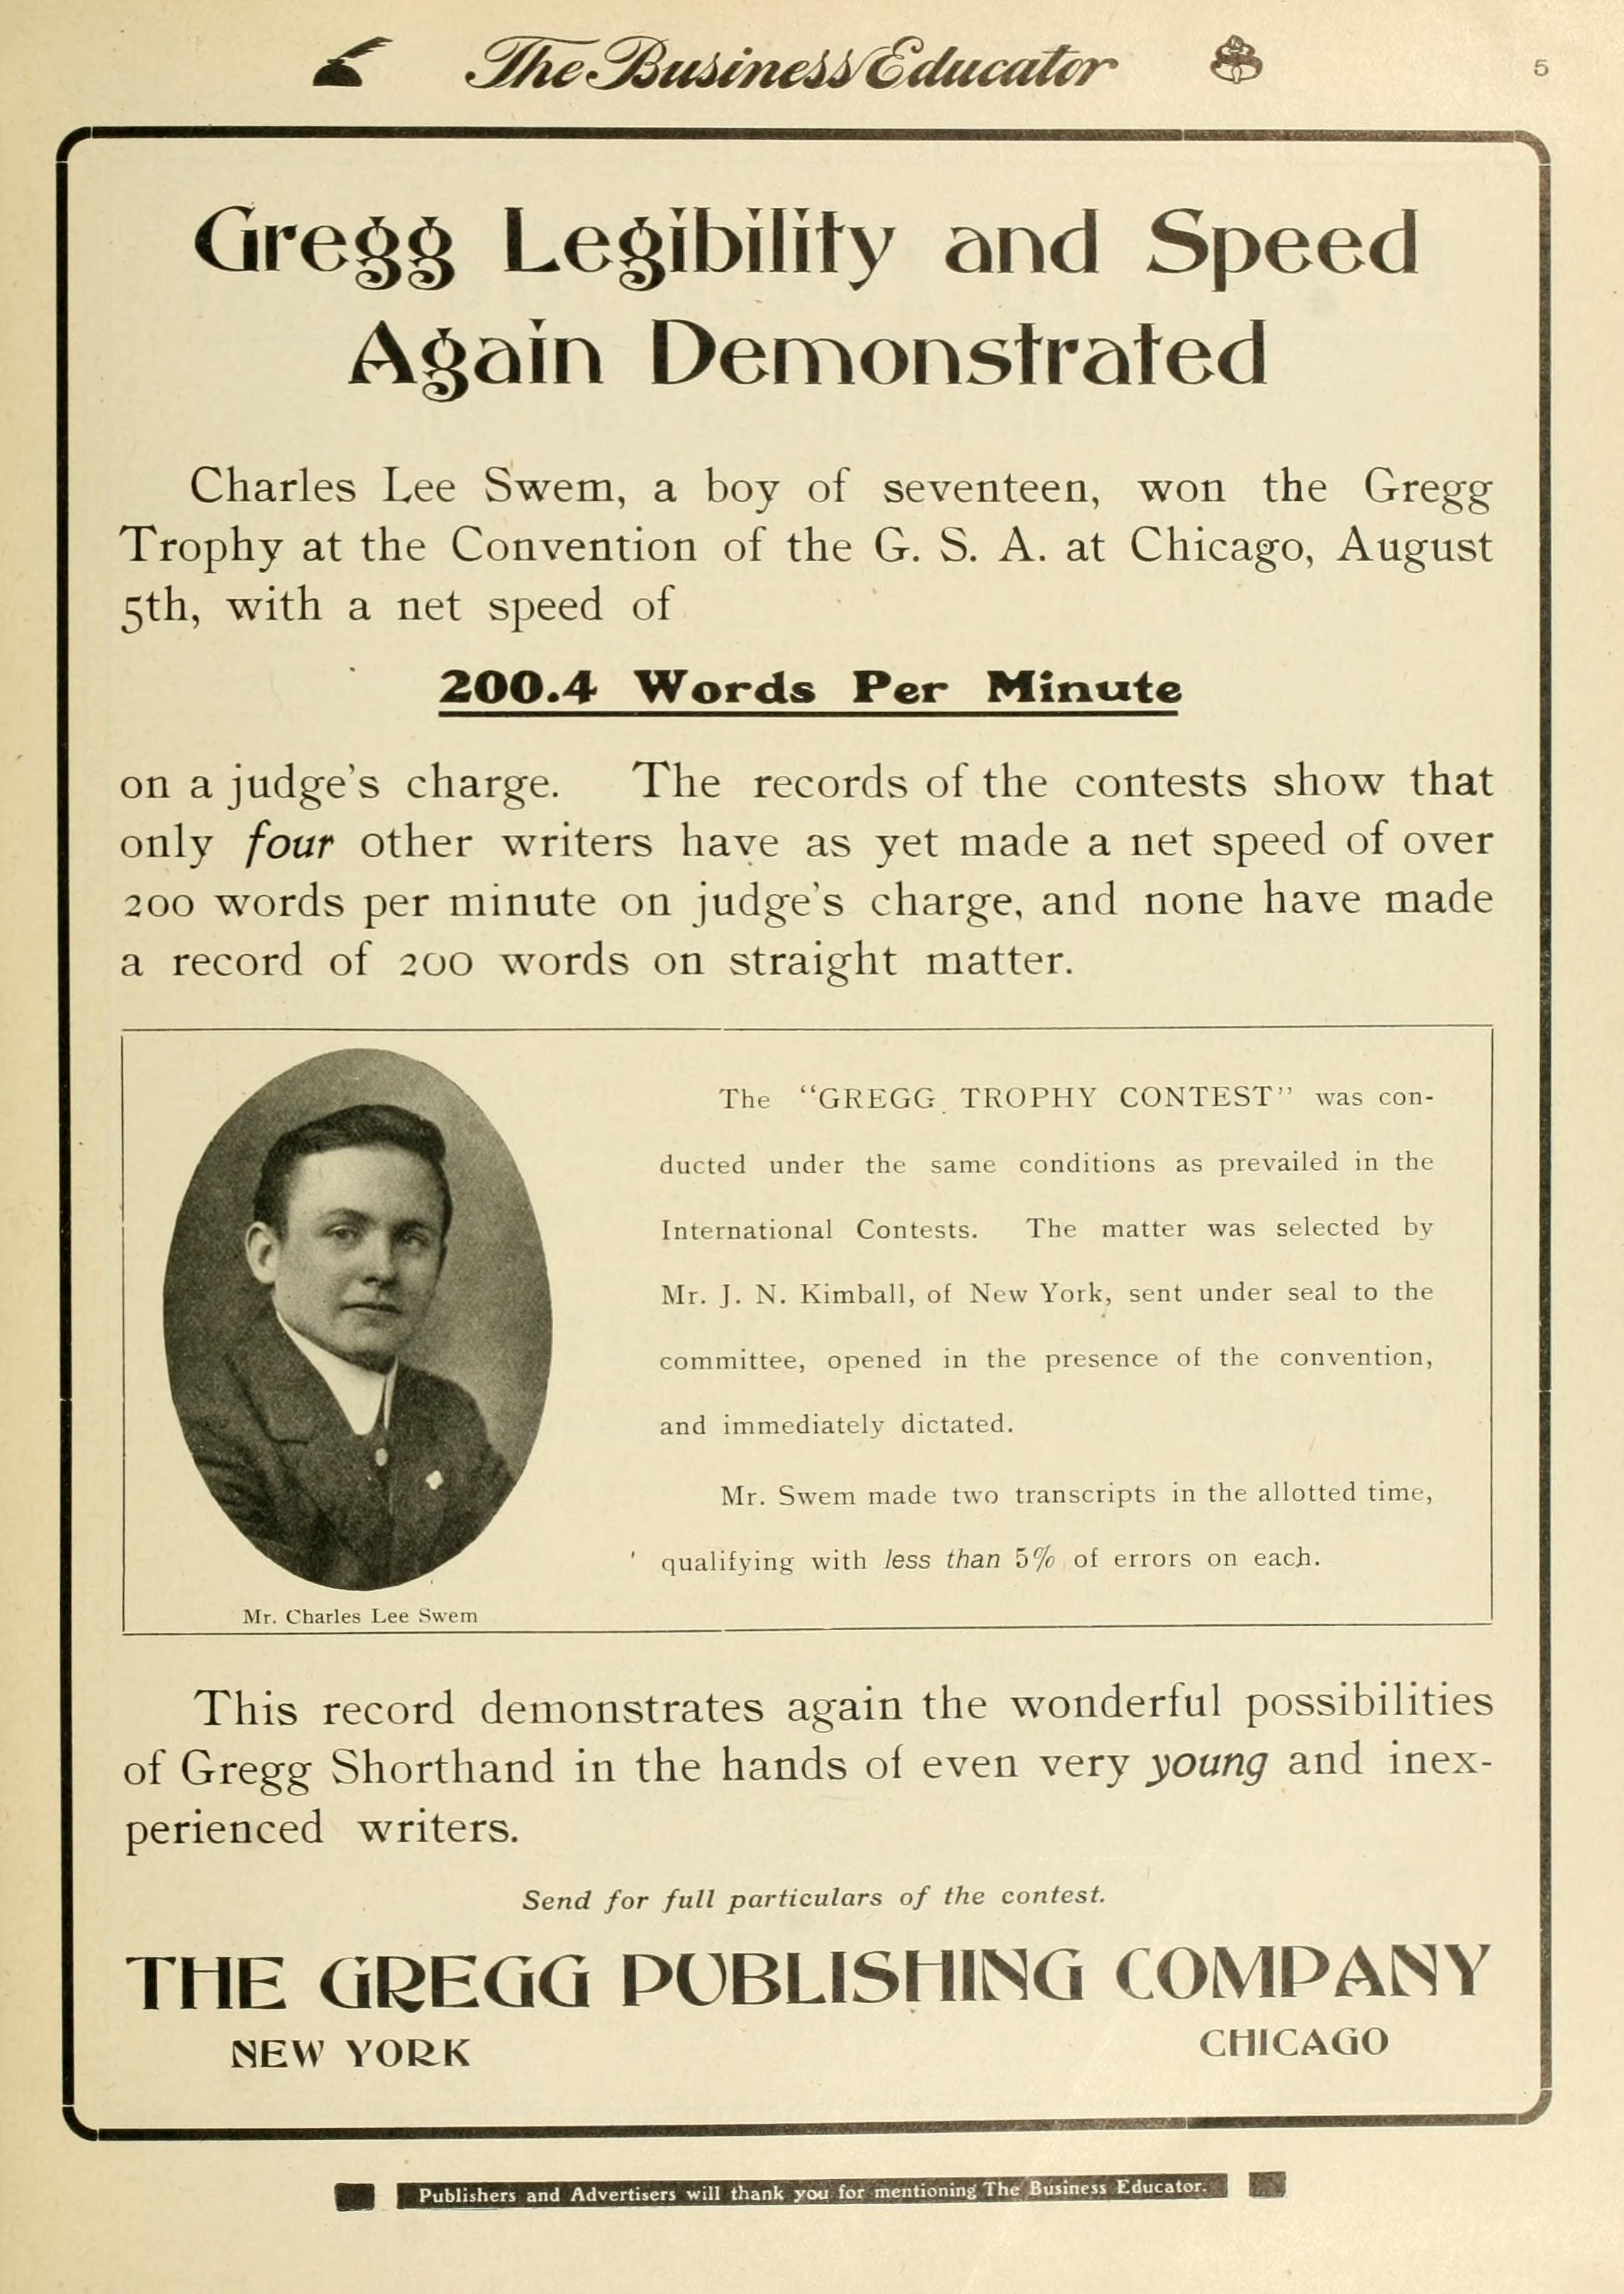 The Business Educator
5
Gregg Legibility and Speed
Again Demonstrated
Charles Lee Swem, a boy of seventeen, won the Gregg
Trophy at the Convention of the G. S. A. at Chicago, August
5th, with a net speed of
200.4 Words Per Minute
on a judge's charge. The records of the contests show that
only four other writers have as yet made a net speed of over
200 words per minute on judge's charge, and none have made
a record of 200 words on straight matter.
The "GREGG TROPHY CONTEST" was con-
ducted under the same conditions as prevailed in the
International Contests. The matter was selected by
Mr. J. N. Kimball, of New York, sent under seal to the
committee, opened in the presence of the convention,
and immediately dictated.
Mr. Swem made two transcripts in the allotted time,
qualifying with less than 5% of errors on each.
Mr. Charles Lee Swem
This record demonstrates again the wonderful possibilities
of Gregg Shorthand in the hands of even very young and inex-
perienced writers.
Send for full particulars of the contest.
THE GREGG PUBLISHING COMPANY
NEW YORK CHICAGO
Publishers and Advertisers will thank you for mentioning The Business Educator.